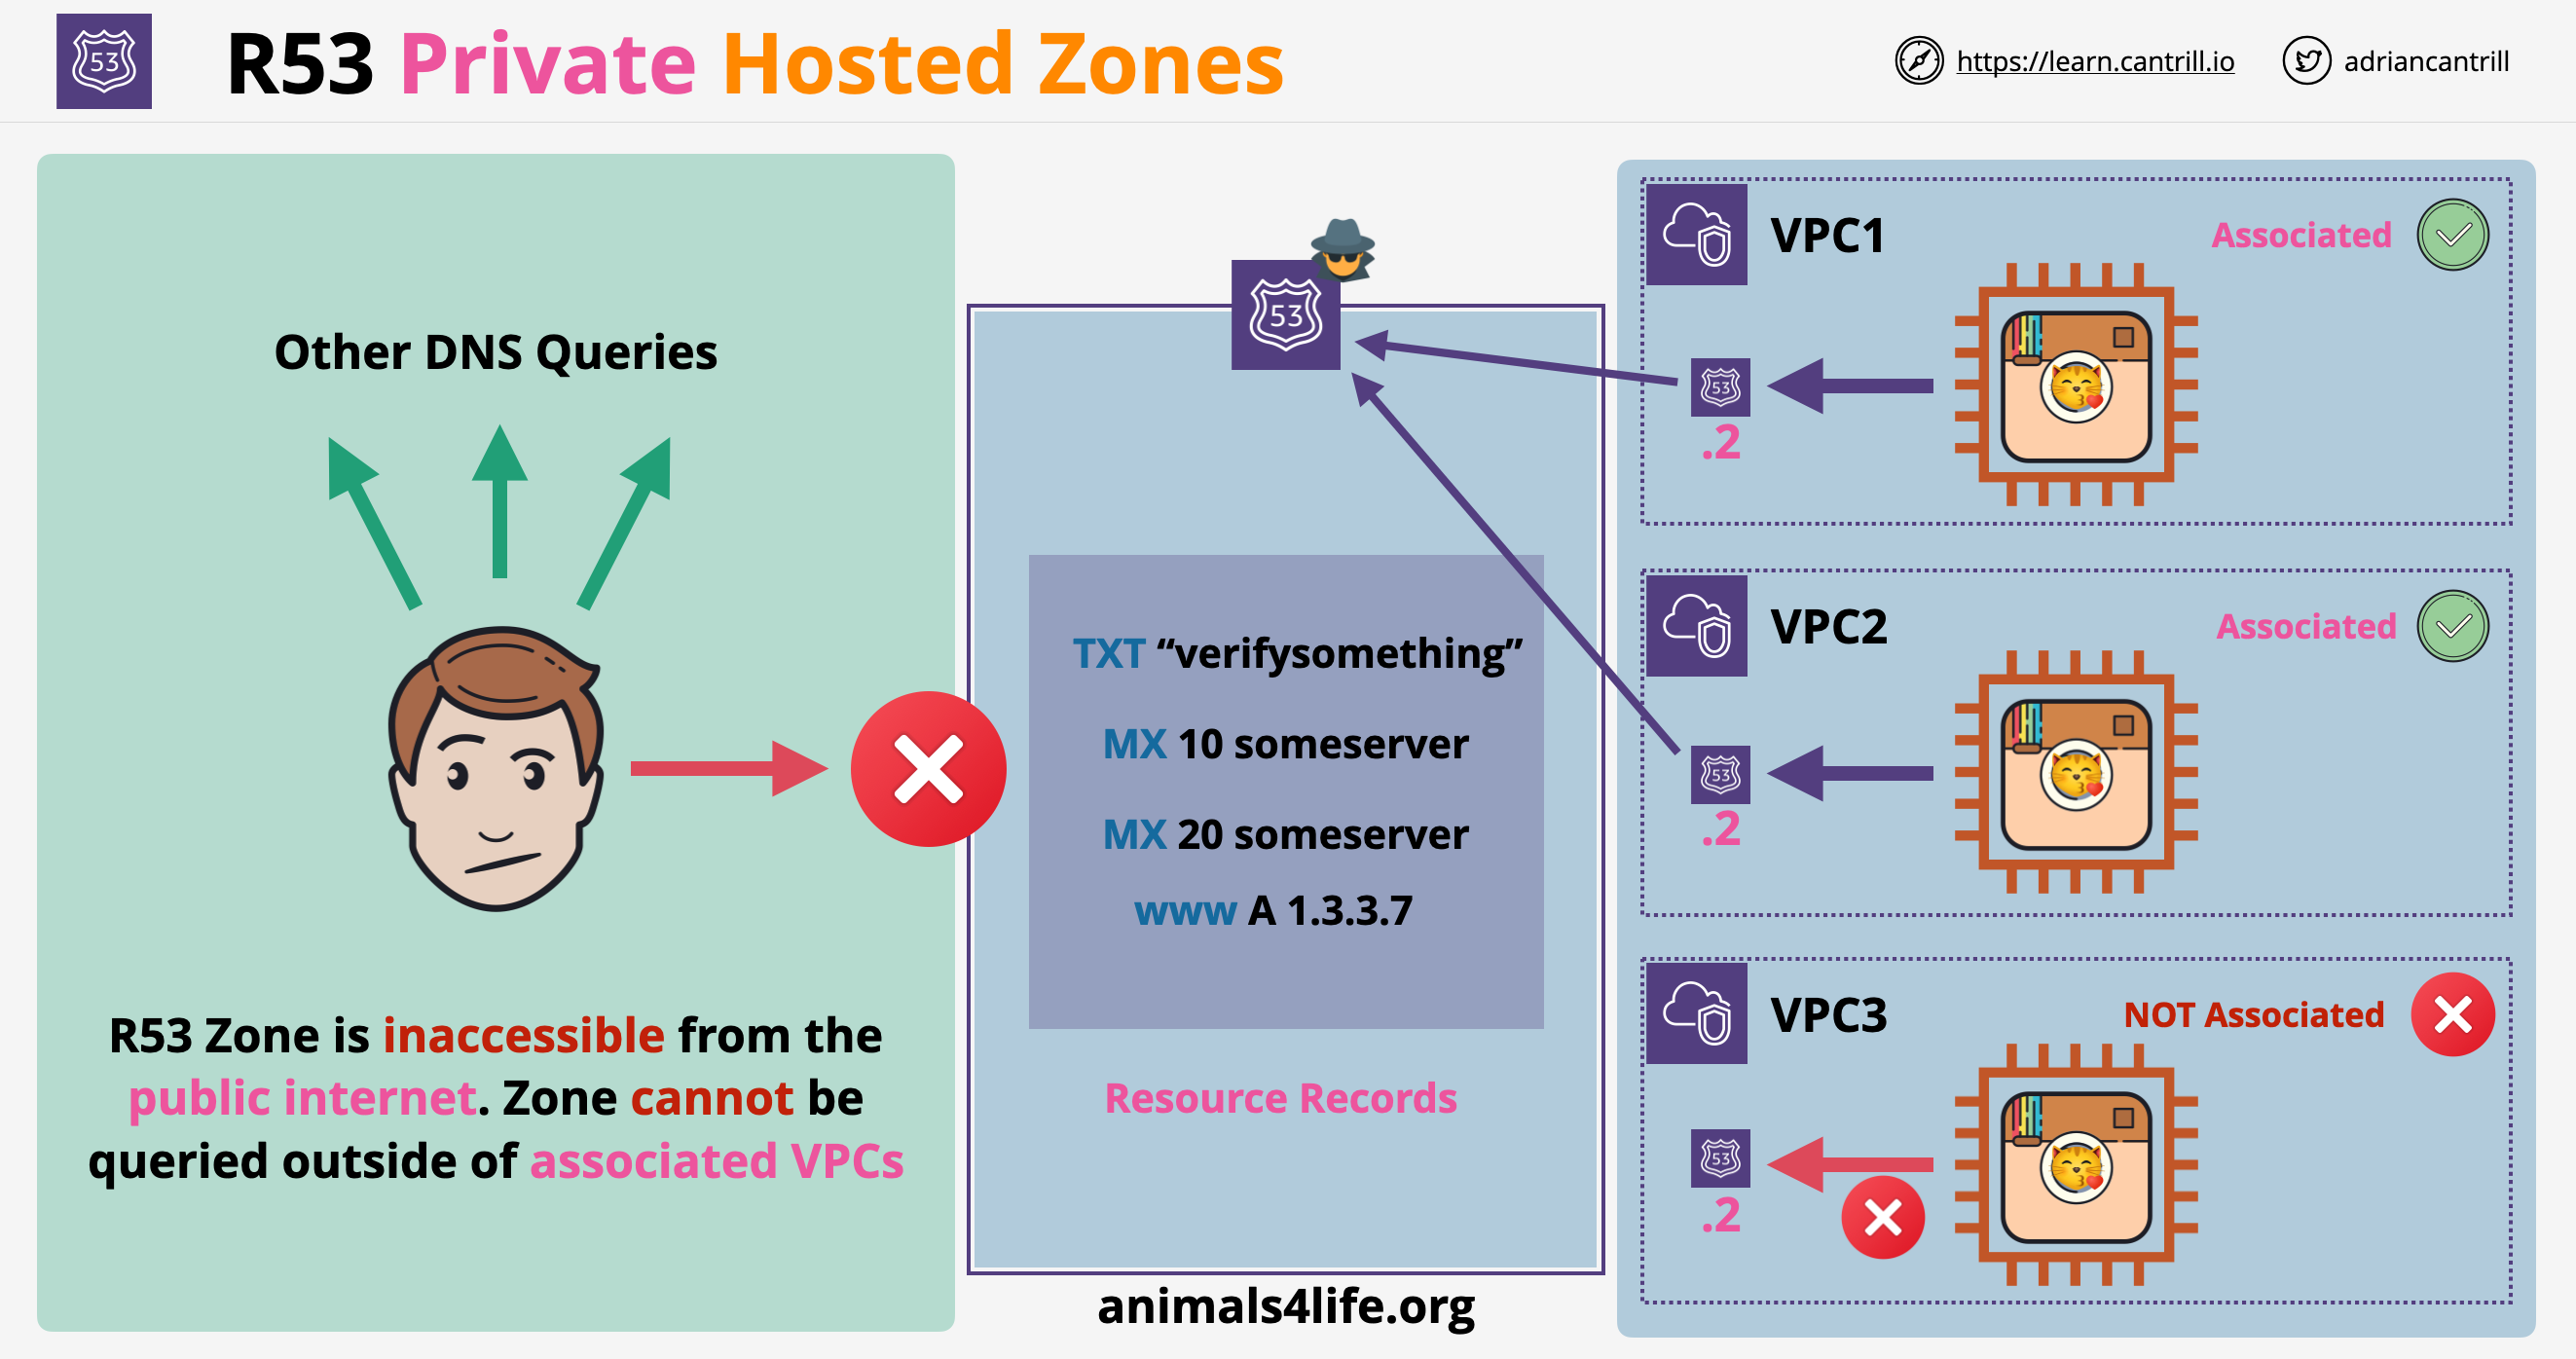 53
R53 Private Hosted Zones
https://learn.cantrill.io
adriancantrill
Other DNS Queries
R53 Zone is inaccessible from the
public internet. Zone cannot be
queried outside of associated VPCs
53
TXT “verifysomething”
MX 10 someserver
MX 20 someserver
www A 1.3.3.7
Resource Records
animals4life.org
VPC1
Associated
53
.2
VPC2
Associated
53
.2
VPC3
NOT Associated
53
.2